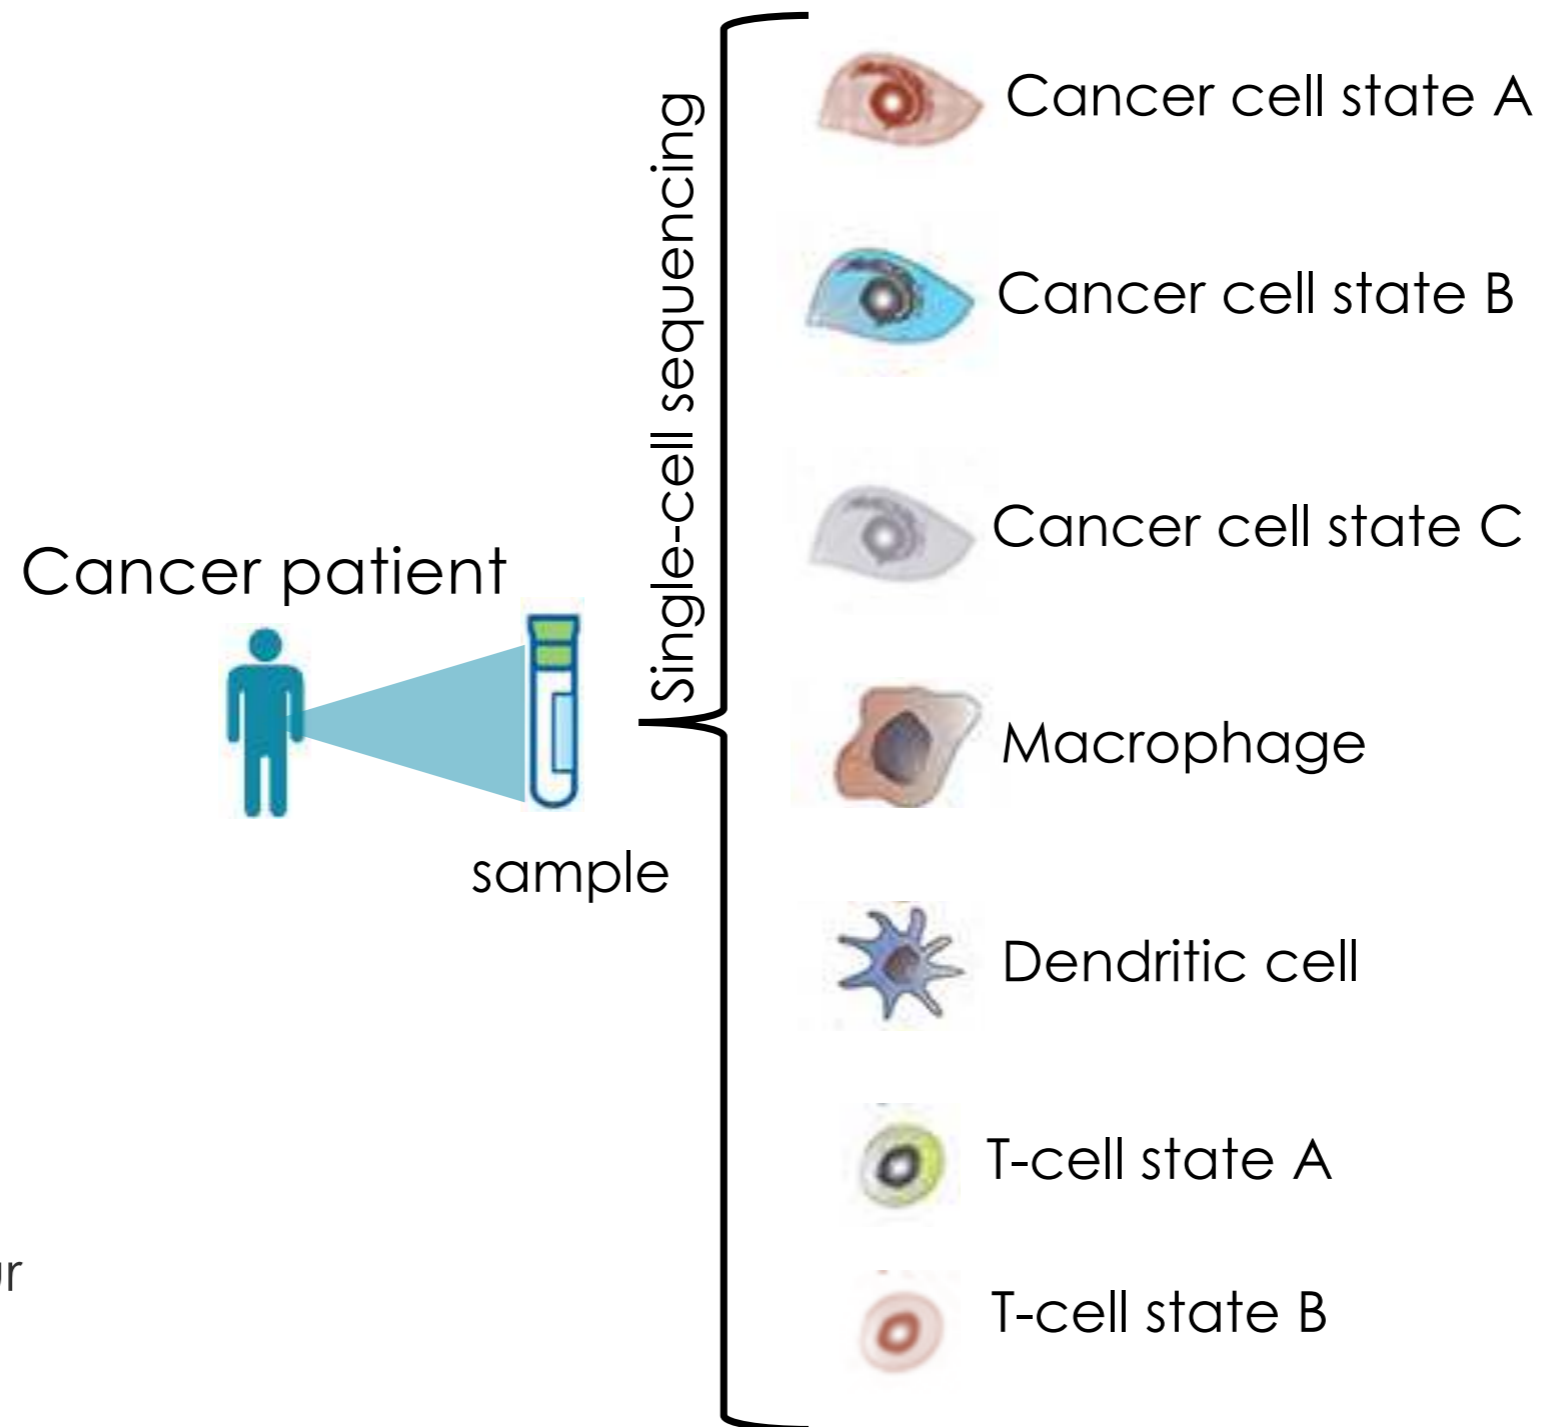 Cancer patient
sample
Single-cell sequencing
Cancer cell state A
Cancer cell state B
Cancer cell state C
Macrophage
Dendritic cell
T-cell state A
T-cell state B